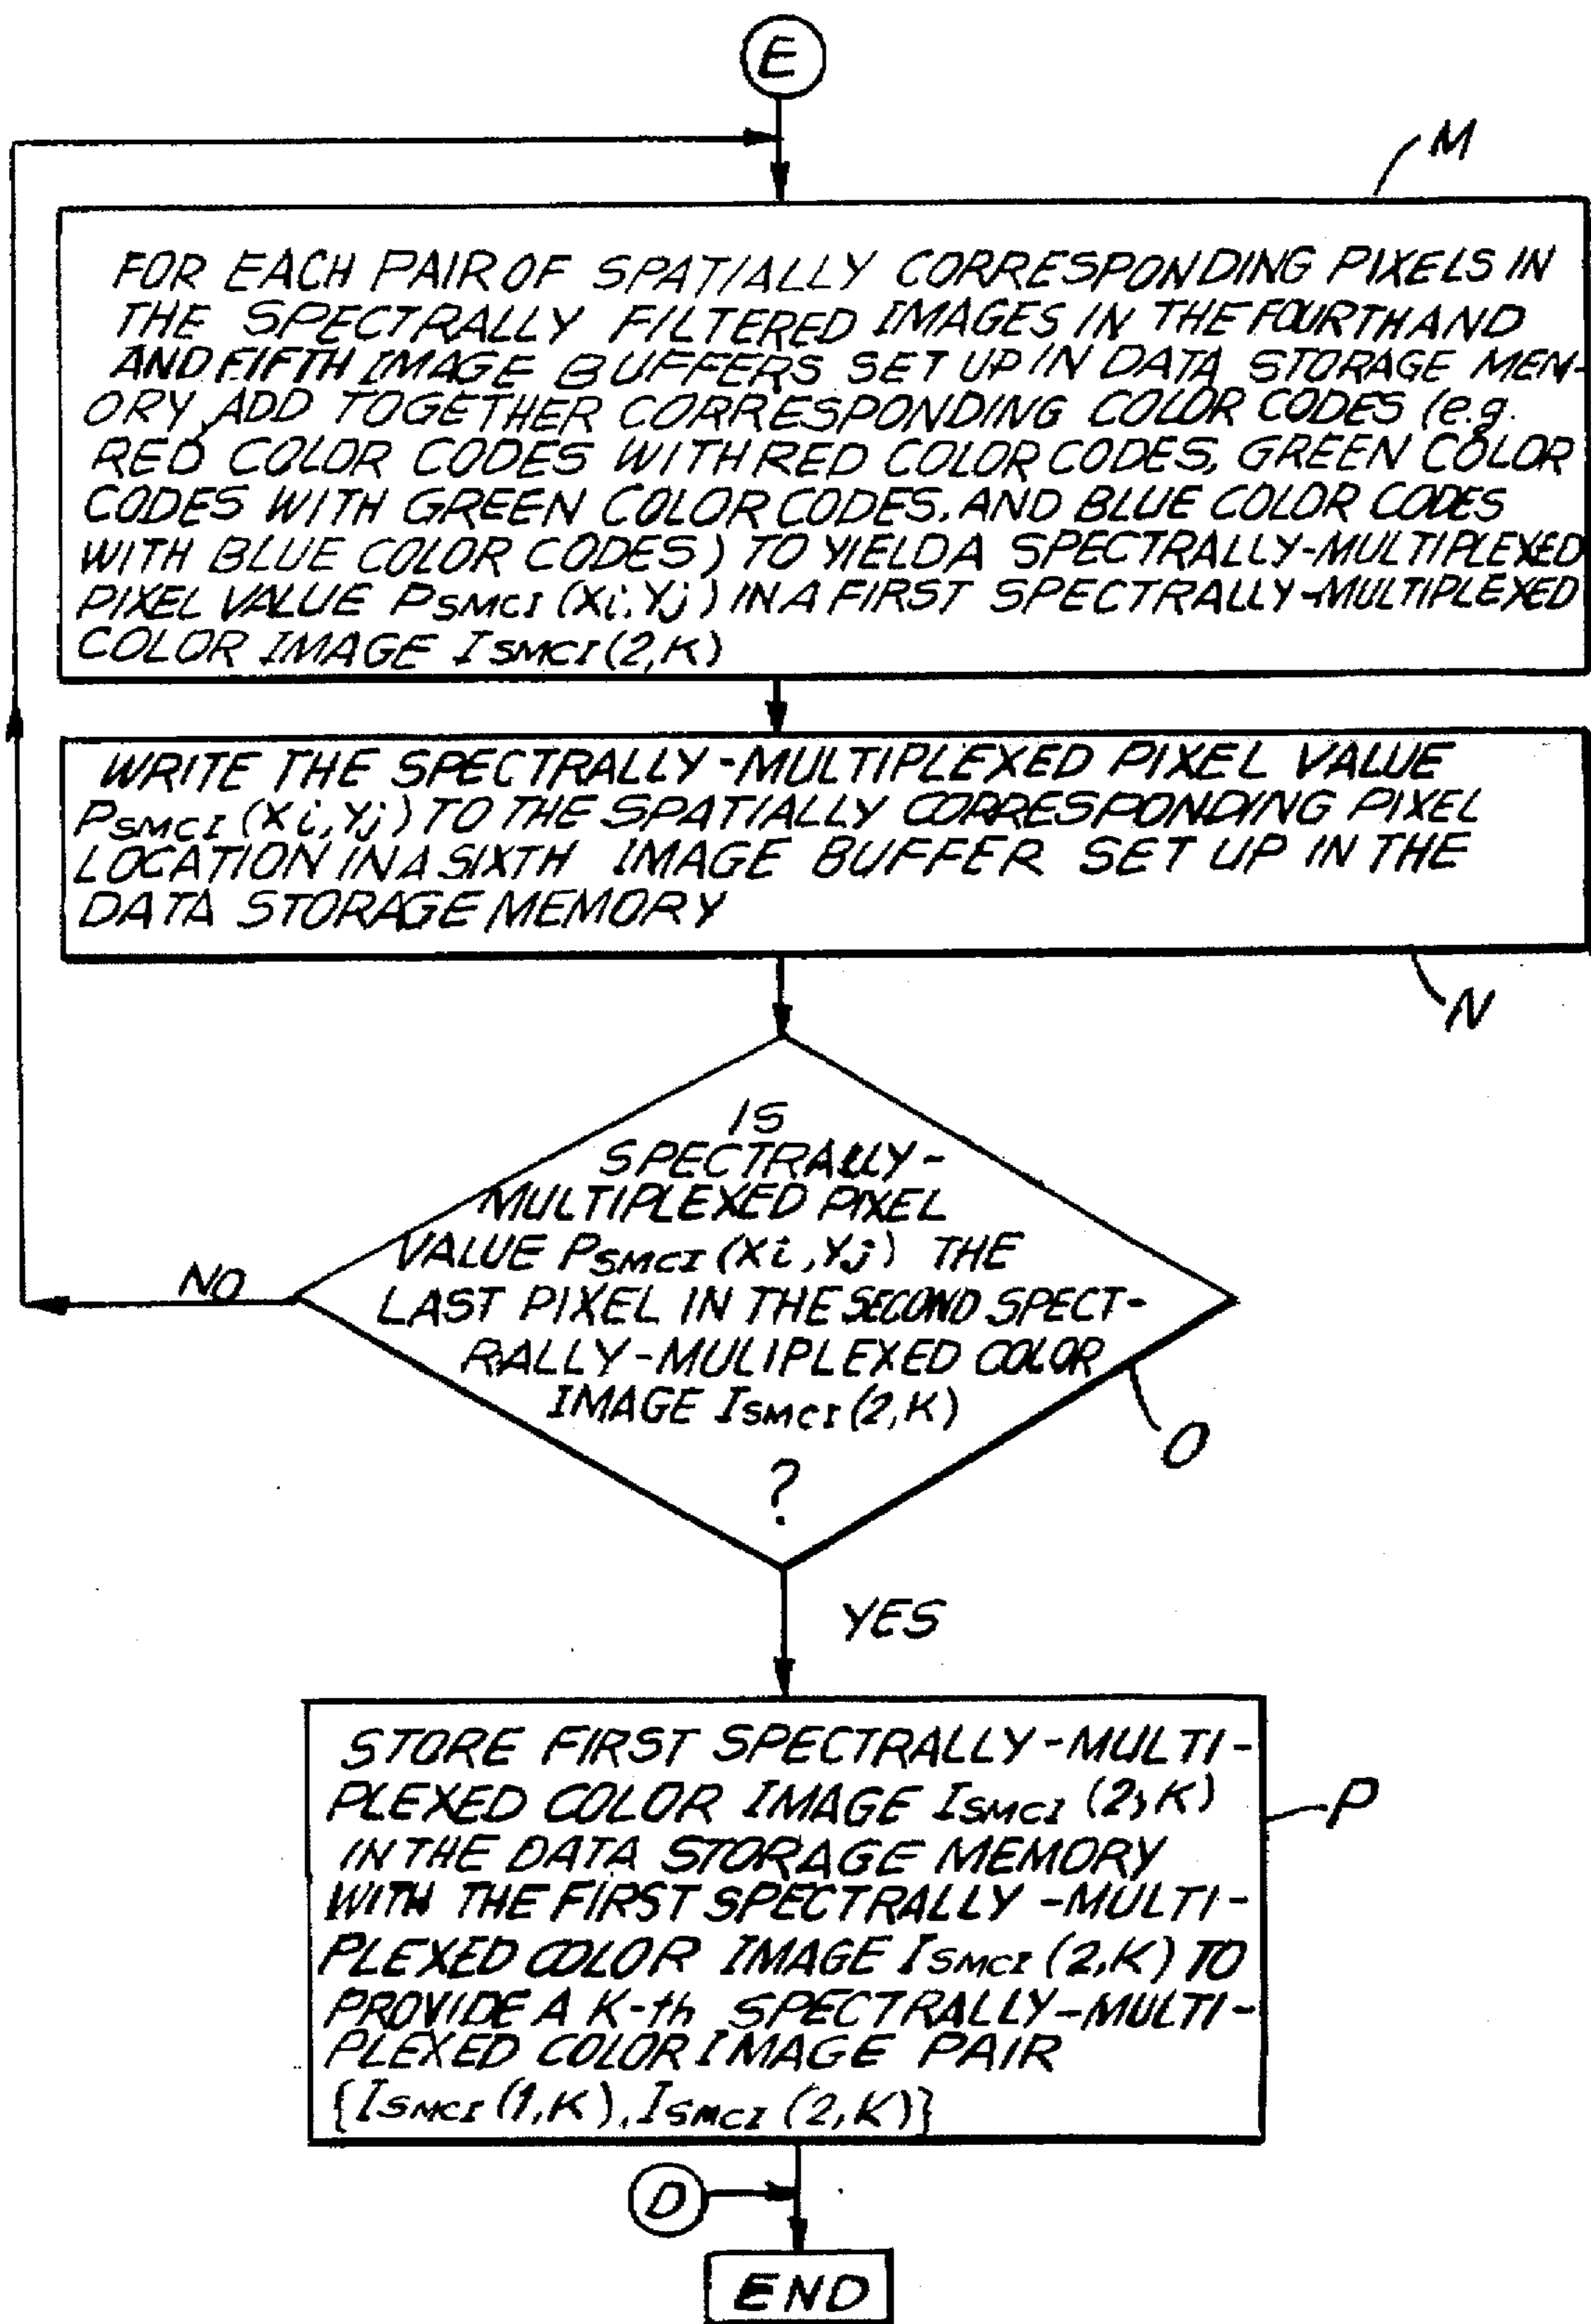 E
M
FOR EACH PAIR OF SPATIALLY CORRESPONDING PIXELS IN
THE SPECTRALLY FILTERED IMAGES IN THE FOURTH AND
AND FIFTH IMAGE BUFFERS SET UP IN DATA STORAGE MEN-
ORY, ADD TOGETHER CORRESPONDING COLOR CODES (e.g.
RED COLOR CODES WITH RED COLOR CODES, GREEN COLOR
CODES WITH GREEN COLOR CODES, AND BLUE COLOR CODES
WITH BLUE COLOR CODES) TO YIELD A SPECTRALLY-MULTIPLEXED
PIXEL VALUE PSMCI (Xi, Yj) IN A FIRST SPECTRALLY-MULTIPLEXED
COLOR IMAGE ISMCI (2,K)
WRITE THE SPECTRALLY-MULTIPLEXED PIXEL VALUE
PSMCI (Xi, Yj) TO THE SPATIALLY CORRESPONDING PIXEL
LOCATION IN A SIXTH IMAGE BUFFER SET UP IN THE
DATA STORAGE MEMORY
N
IS
SPECTRALLY-
MULTIPLEXED PIXEL
VALUE PSMCI (Xi, Yj) THE
LAST PIXEL IN THE SECOND SPECT-
RALLY-MULIPLEXED COLOR
IMAGE ISMCI (2,K)
?
NO
O
YES
STORE FIRST SPECTRALLY-MULTI-
PLEXED COLOR IMAGE ISMCI (2,K)
IN THE DATA STORAGE MEMORY
WITH THE FIRST SPECTRALLY-MULTI-
PLEXED COLOR IMAGE ISMCI (2,K) TO
PROVIDE A K-th SPECTRALLY-MULTI-
PLEXED COLOR IMAGE PAIR
{ISMCI (1,K), ISMCI (2,K)}
P
D
END